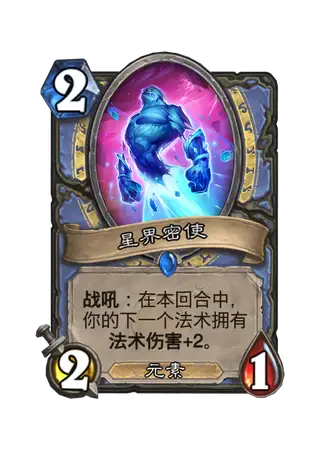 2
星界密使
战吼：在本回合中，
你的下一个法术拥有
法术伤害+2。
2
元素
1